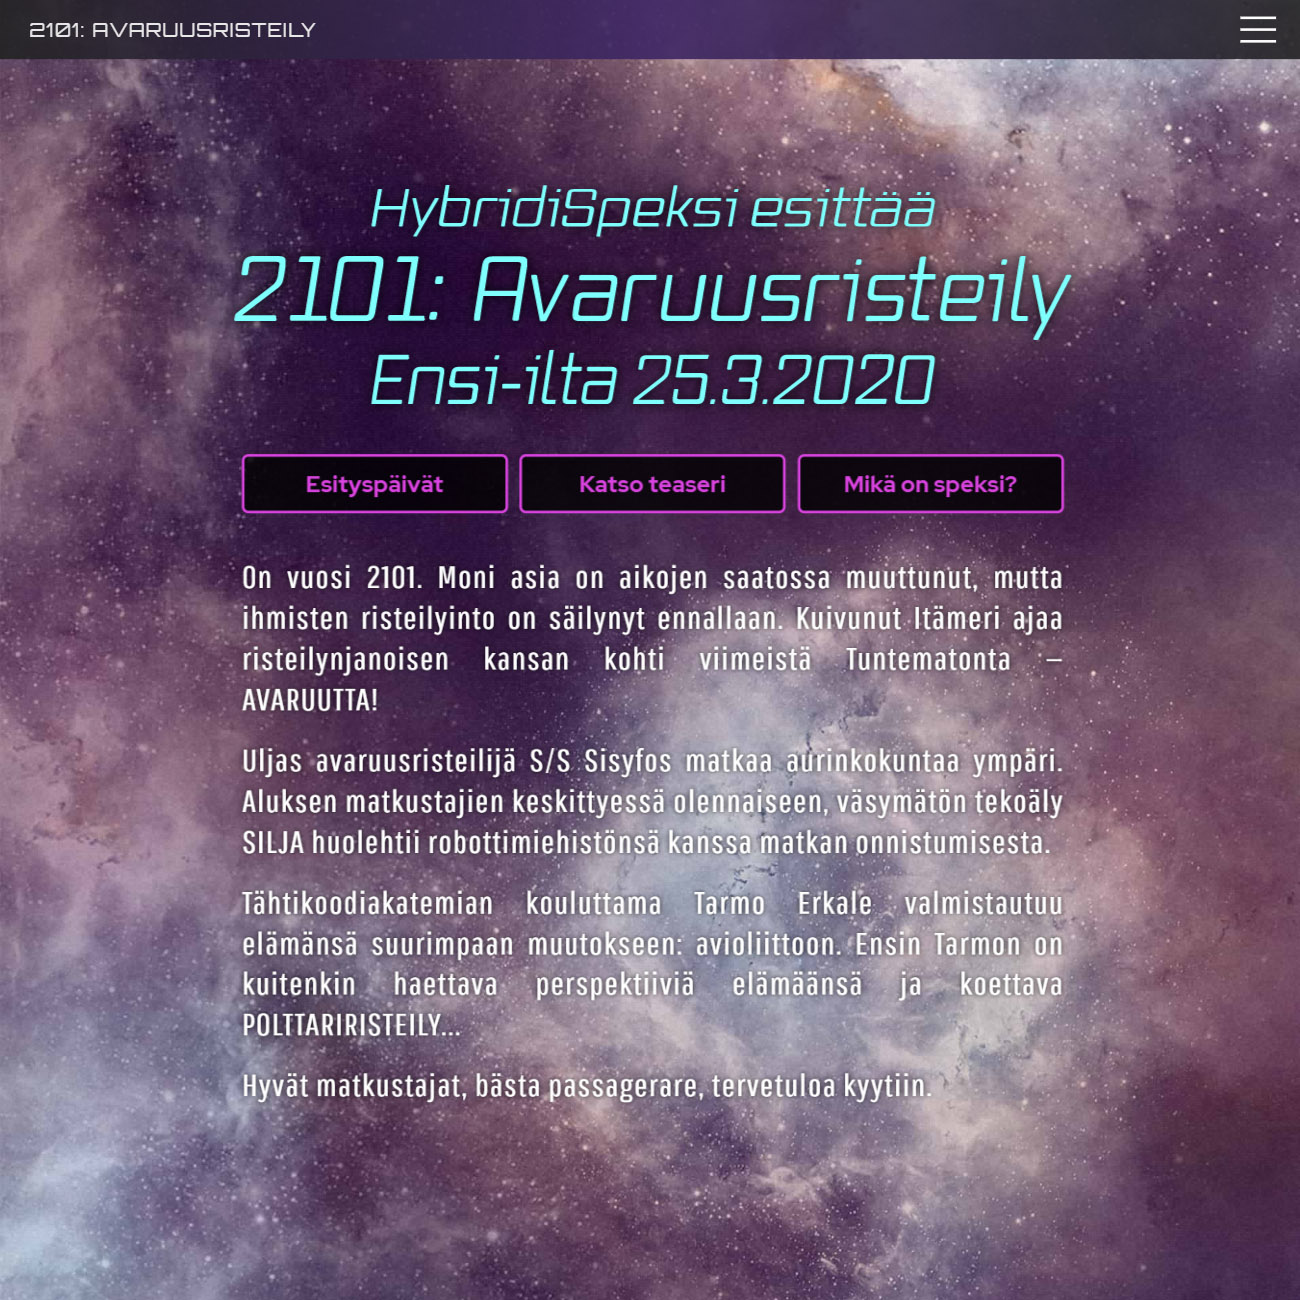 2101: AVARUUSRISTEILY
HybridiSpeksi esittää
2101: Avaruusristeily
Ensi-ilta 25.3.2020
Esityspäivät
Katso teaseri
Mikä on speksi?
On vuosi 2101. Moni asia on aikojen saatossa muuttunut, mutta
ihmisten risteilyinto on säilynyt ennallaan. Kuivunut Itämeri ajaa
risteilynjanoisen kansan kohti viimeistä Tuntematonta –
AVARUUTTA!
Uljas avaruusristeilijä S/S Sisyfos matkaa aurinkokuntaa ympäri.
Aluksen matkustajien keskittyessä olennaiseen, väsymätön tekoäly
SILJA huolehtii robottimiehistönsä kanssa matkan onnistumisesta.
Tähtikoodiakatemian kouluttama Tarmo Erkale valmistautuu
elämänsä suurimpaan muutokseen: avioliittoon. Ensin Tarmon on
kuitenkin haettava perspektiiviä elämäänsä ja koettava
POLTTARIRISTEILY...
Hyvät matkustajat, bästa passagerare, tervetuloa kyytiin.